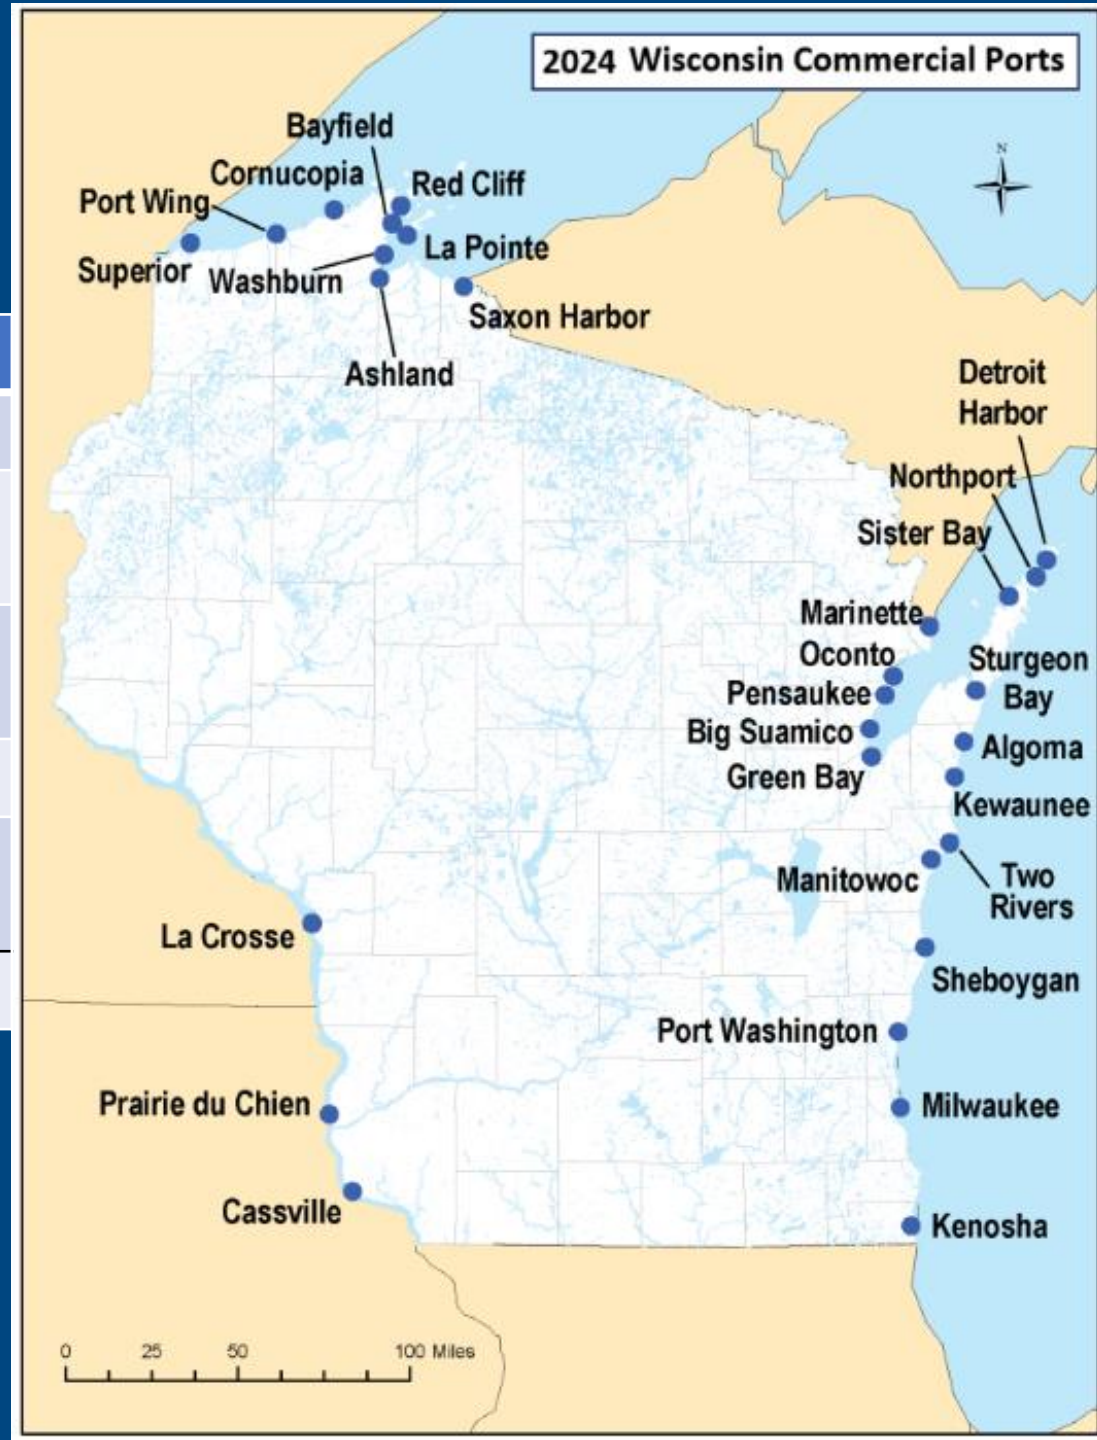 2024 Wisconsin Commercial Ports
N
Bayfield
Cornucopia
Red Cliff
Port Wing
La Pointe
Superior
Washburn
Saxon Harbor
Ashland
Detroit
Harbor
Northport
Sister Bay
Marinette
Oconto
Sturgeon
Bay
Pensaukee
Big Suamico
Algoma
Green Bay
Kewaunee
Manitowoc
Two
Rivers
La Crosse
Sheboygan
Port Washington
Prairie du Chien
Milwaukee
Cassville
Kenosha
0 25 50 100 Miles